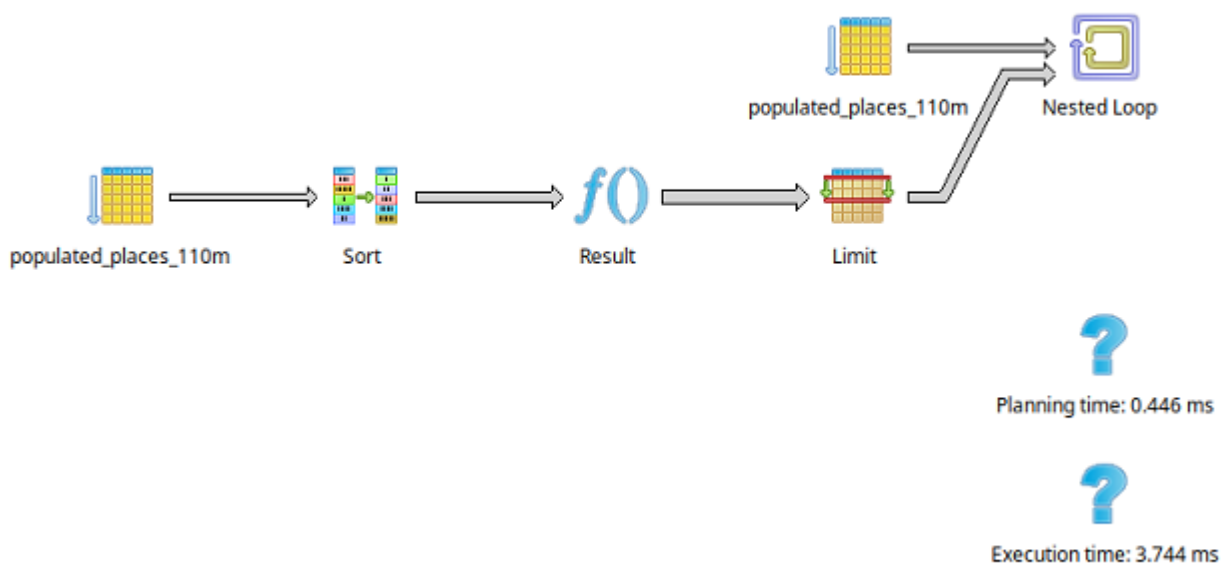 populated_places_110m
Nested Loop
populated_places_110m
Sort
f()
Result
Limit
Planning time: 0.446 ms
Execution time: 3.744 ms